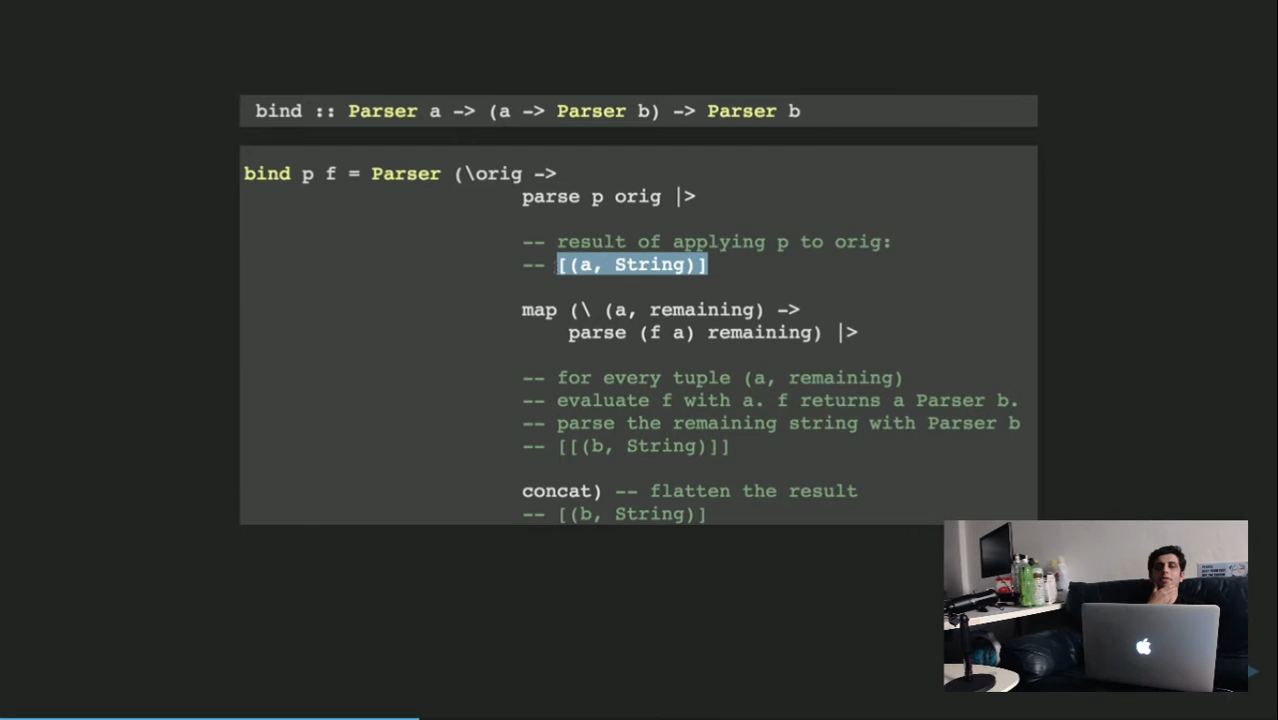 bind :: Parser a -> (a -> Parser b) -> Parser b
bind p f = Parser (\orig ->
parse p orig |>
-- result of applying p to orig:
-- [(a, String)]
map (\ (a, remaining) ->
parse (f a) remaining) |>
-- for every tuple (a, remaining)
-- evaluate f with a. f returns a Parser b.
-- parse the remaining string with Parser b
-- [[(b, String)]]
concat) -- flatten the result
-- [(b, String)]